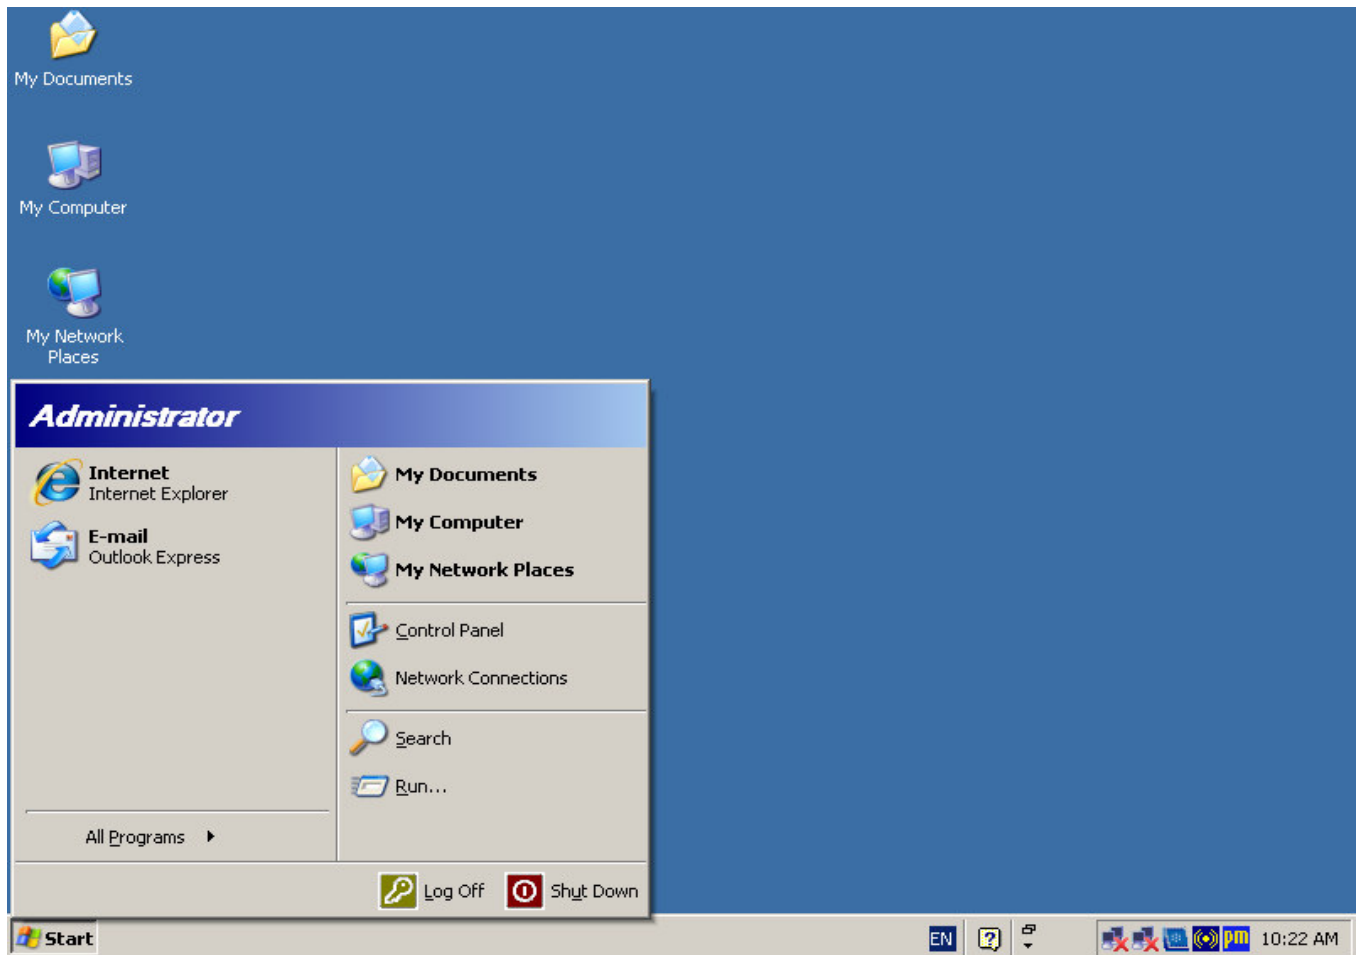 My Documents
My Computer
My Network
Places
Administrator
Internet
Internet Explorer
E-mail
Outlook Express
All Programs
My Documents
My Computer
My Network Places
Control Panel
Network Connections
Search
Run...
Log Off
Shut Down
Start
EN
?
pm
10:22 AM